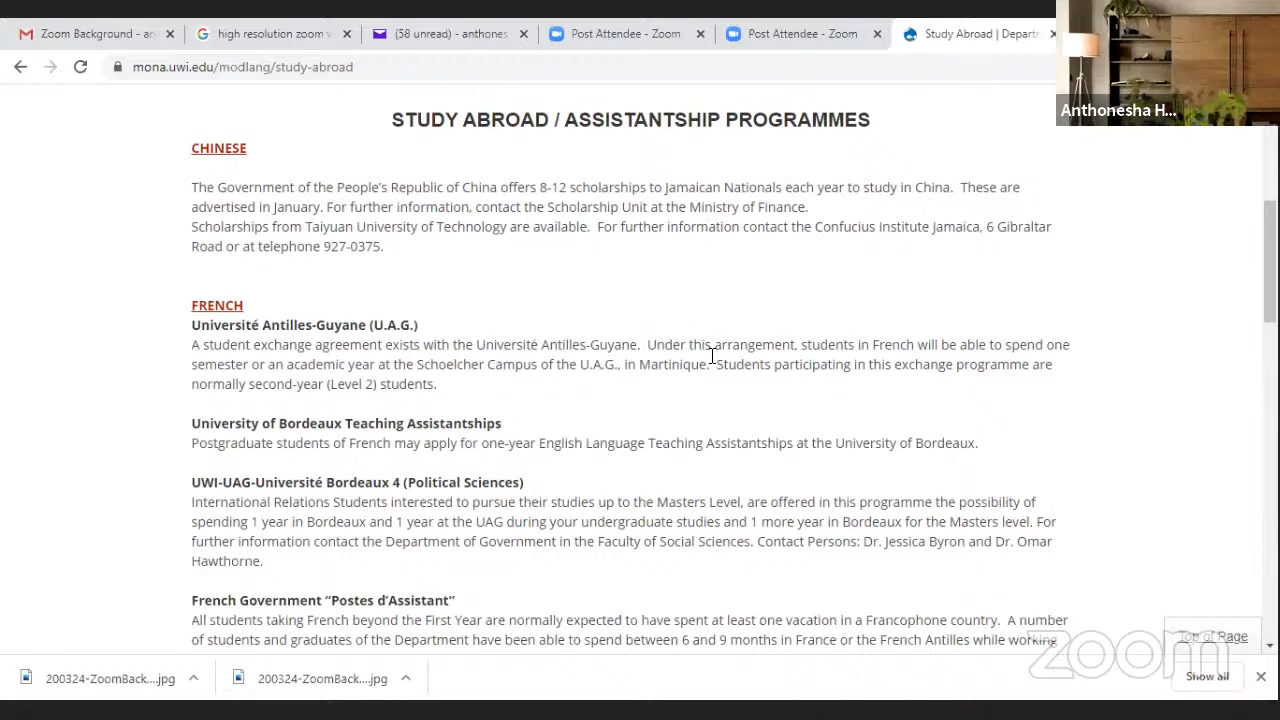 Zoom Background - an
high resolution zoom v
(58 unread) - anthones
Post Attendee - Zoom
Post Attendee - Zoom
Study Abroad | Departm
mona.uwi.edu/modlang/study-abroad
Anthonesha H...
STUDY ABROAD / ASSISTANTSHIP PROGRAMMES
CHINESE
The Government of the People's Republic of China offers 8-12 scholarships to Jamaican Nationals each year to study in China. These are
advertised in January. For further information, contact the Scholarship Unit at the Ministry of Finance.
Scholarships from Taiyuan University of Technology are available. For further information contact the Confucius Institute Jamaica, 6 Gibraltar
Road or at telephone 927-0375.
FRENCH
Université Antilles-Guyane (U.A.G.)
A student exchange agreement exists with the Université Antilles-Guyane. Under this arrangement, students in French will be able to spend one
semester or an academic year at the Schoelcher Campus of the U.A.G., in Martinique. Students participating in this exchange programme are
normally second-year (Level 2) students.
University of Bordeaux Teaching Assistantships
Postgraduate students of French may apply for one-year English Language Teaching Assistantships at the University of Bordeaux.
UWI-UAG-Université Bordeaux 4 (Political Sciences)
International Relations Students interested to pursue their studies up to the Masters Level, are offered in this programme the possibility of
spending 1 year in Bordeaux and 1 year at the UAG during your undergraduate studies and 1 more year in Bordeaux for the Masters level. For
further information contact the Department of Government in the Faculty of Social Sciences. Contact Persons: Dr. Jessica Byron and Dr. Omar
Hawthorne.
French Government “Postes d’Assistant”
All students taking French beyond the First Year are normally expected to have spent at least one vacation in a Francophone country. A number
of students and graduates of the Department have been able to spend between 6 and 9 months in France or the French Antilles while working
Top of Page
zoom
200324-ZoomBack....jpg
200324-ZoomBack....jpg
Show all